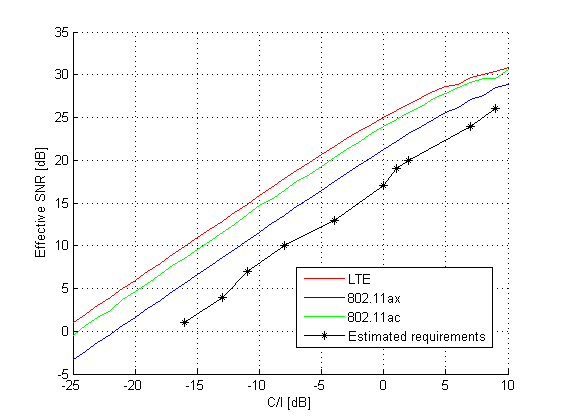 35
30
25
20
15
10
5
0
-5
Effective SNR [dB]
LTE
802.11ax
802.11ac
Estimated requirements
-25 -20 -15 -10 -5 0 5 10
C/I [dB]